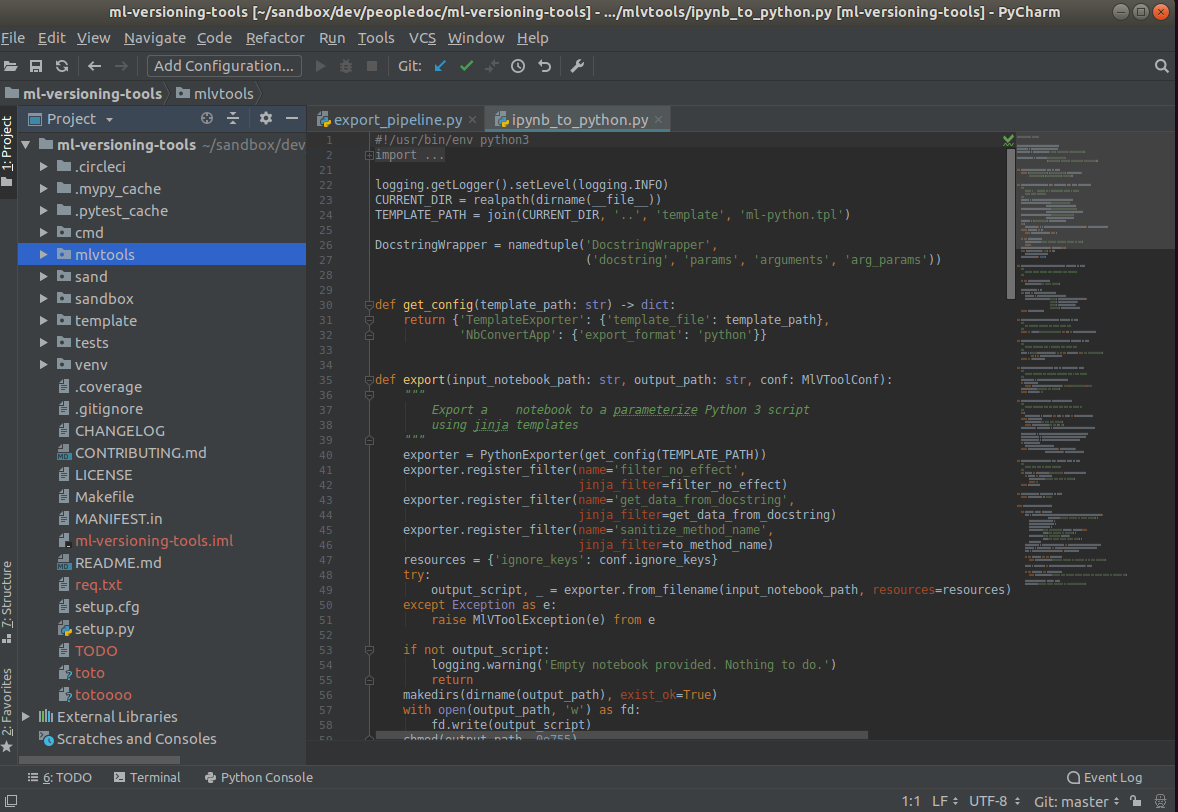 ml-versioning-tools [~/sandbox/dev/peopledoc/ml-versioning-tools] - .../mlvtools/ipynb_to_python.py [ml-versioning-tools] - PyCharm
File Edit View Navigate Code Refactor Run Tools VCS Window Help
Add Configuration... Git:
ml-versioning-tools mlvtools
Project
export_pipeline.py ipynb_to_python.py
1: Project
7: Structure
2: Favorites
ml-versioning-tools ~/sandbox/dev
.circleci
.mypy_cache
.pytest_cache
cmd
mlvtools
sand
sandbox
template
tests
venv
.coverage
.gitignore
CHANGELOG
CONTRIBUTING.md
LICENSE
Makefile
MANIFEST.in
ml-versioning-tools.iml
README.md
req.txt
setup.cfg
setup.py
TODO
toto
totoooo
External Libraries
Scratches and Consoles
1 #!/usr/bin/env python3
2 import ...
21
22 logging.getLogger().setLevel(logging.INFO)
23 CURRENT_DIR = realpath(dirname(__file__))
24 TEMPLATE_PATH = join(CURRENT_DIR, '..', 'template', 'ml-python.tpl')
25
26 DocstringWrapper = namedtuple('DocstringWrapper',
27 ('docstring', 'params', 'arguments', 'arg_params'))
28
29
30 def get_config(template_path: str) -> dict:
31 return {'TemplateExporter': {'template_file': template_path},
32 'NbConvertApp': {'export_format': 'python'}}
33
34
35 def export(input_notebook_path: str, output_path: str, conf: MlVToolConf):
36 """
37 Export a notebook to a parameterize Python 3 script
38 using jinja templates
39 """
40 exporter = PythonExporter(get_config(TEMPLATE_PATH))
41 exporter.register_filter(name='filter_no_effect',
42 jinja_filter=filter_no_effect)
43 exporter.register_filter(name='get_data_from_docstring',
44 jinja_filter=get_data_from_docstring)
45 exporter.register_filter(name='sanitize_method_name',
46 jinja_filter=to_method_name)
47 resources = {'ignore_keys': conf.ignore_keys}
48 try:
49 output_script, _ = exporter.from_filename(input_notebook_path, resources=resources)
50 except Exception as e:
51 raise MlVToolException(e) from e
52
53 if not output_script:
54 logging.warning('Empty notebook provided. Nothing to do.')
55 return
56 makedirs(dirname(output_path), exist_ok=True)
57 with open(output_path, 'w') as fd:
58 fd.write(output_script)
59 chmod(output_path, 0o755)
6: TODO Terminal Python Console Event Log
1:1 LF UTF-8 Git: master